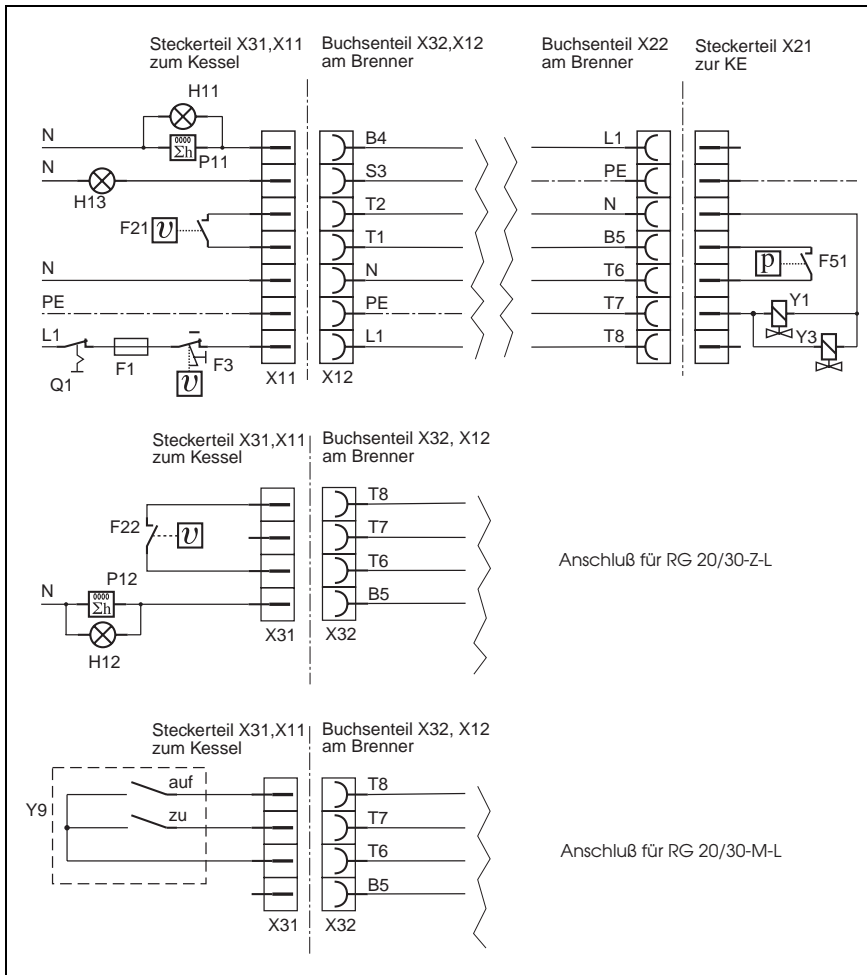 Steckerteil X31,X11
zum Kessel
Buchsenteil X32,X12
am Brenner
Buchsenteil X22
am Brenner
Steckerteil X21
zur KE
H11
N
0000
Σh
P11
B4
L1
N
H13
S3
PE
F21
υ
T2
N
T1
B5
p
F51
N
N
T6
PE
PE
T7
Y1
L1
Q1
F1
υ
F3
L1
T8
Y3
X11
X12
Steckerteil X31,X11
zum Kessel
Buchsenteil X32, X12
am Brenner
T8
F22
υ
T7
T6
Anschluß für RG 20/30-Z-L
P12
N
0000
Σh
B5
H12
X31
X32
Steckerteil X31,X11
zum Kessel
Buchsenteil X32, X12
am Brenner
auf
T8
Y9
zu
T7
T6
Anschluß für RG 20/30-M-L
B5
X31
X32